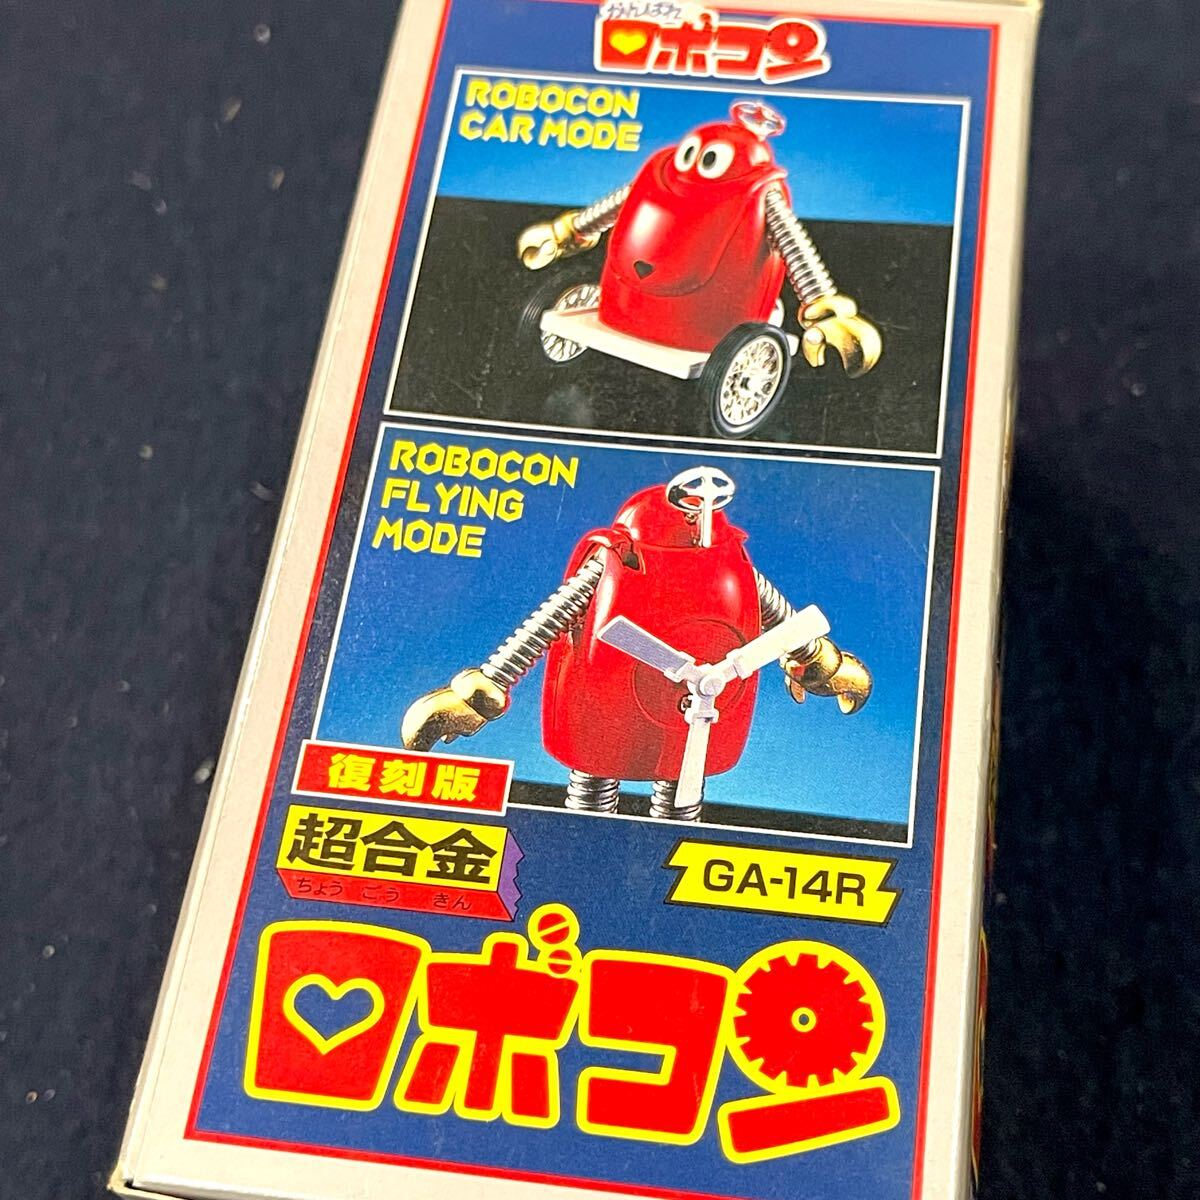 がんばれ
ロボコン
ROBOCON
CAR MODE
ROBOCON
FLYING
MODE
復刻版
超合金
ちょう ごう きん
GA-14R
ロボコン